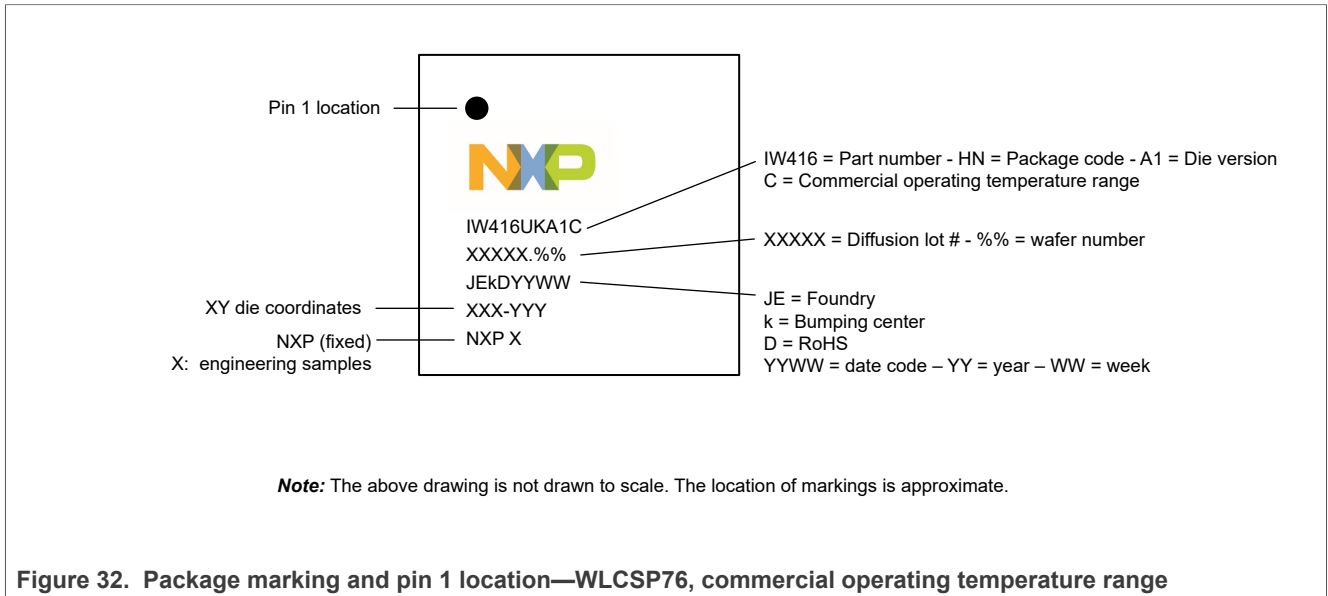 Pin 1 location
NXP
IW416UKA1C
XXXXX.%%
JEkDYYWW
XXX-YYY
NXP X
XY die coordinates
NXP (fixed)
X: engineering samples
IW416 = Part number - HN = Package code - A1 = Die version
C = Commercial operating temperature range
XXXXX = Diffusion lot # - %% = wafer number
JE = Foundry
k = Bumping center
D = RoHS
YYWW = date code – YY = year – WW = week
Note: The above drawing is not drawn to scale. The location of markings is approximate.
Figure 32. Package marking and pin 1 location—WLCSP76, commercial operating temperature range